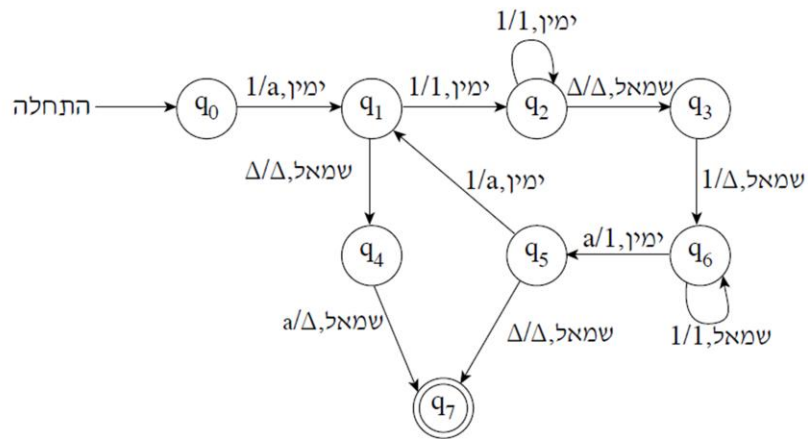 1/1,ימין
התחלה
q0
1/a,ימין
q1
1/1,ימין
q2
Δ/Δ,שמאל
q3
Δ/Δ,שמאל
1/a,ימין
1/Δ,שמאל
q4
q5
a/1,ימין
q6
a/Δ,שמאל
Δ/Δ,שמאל
1/1,שמאל
q7